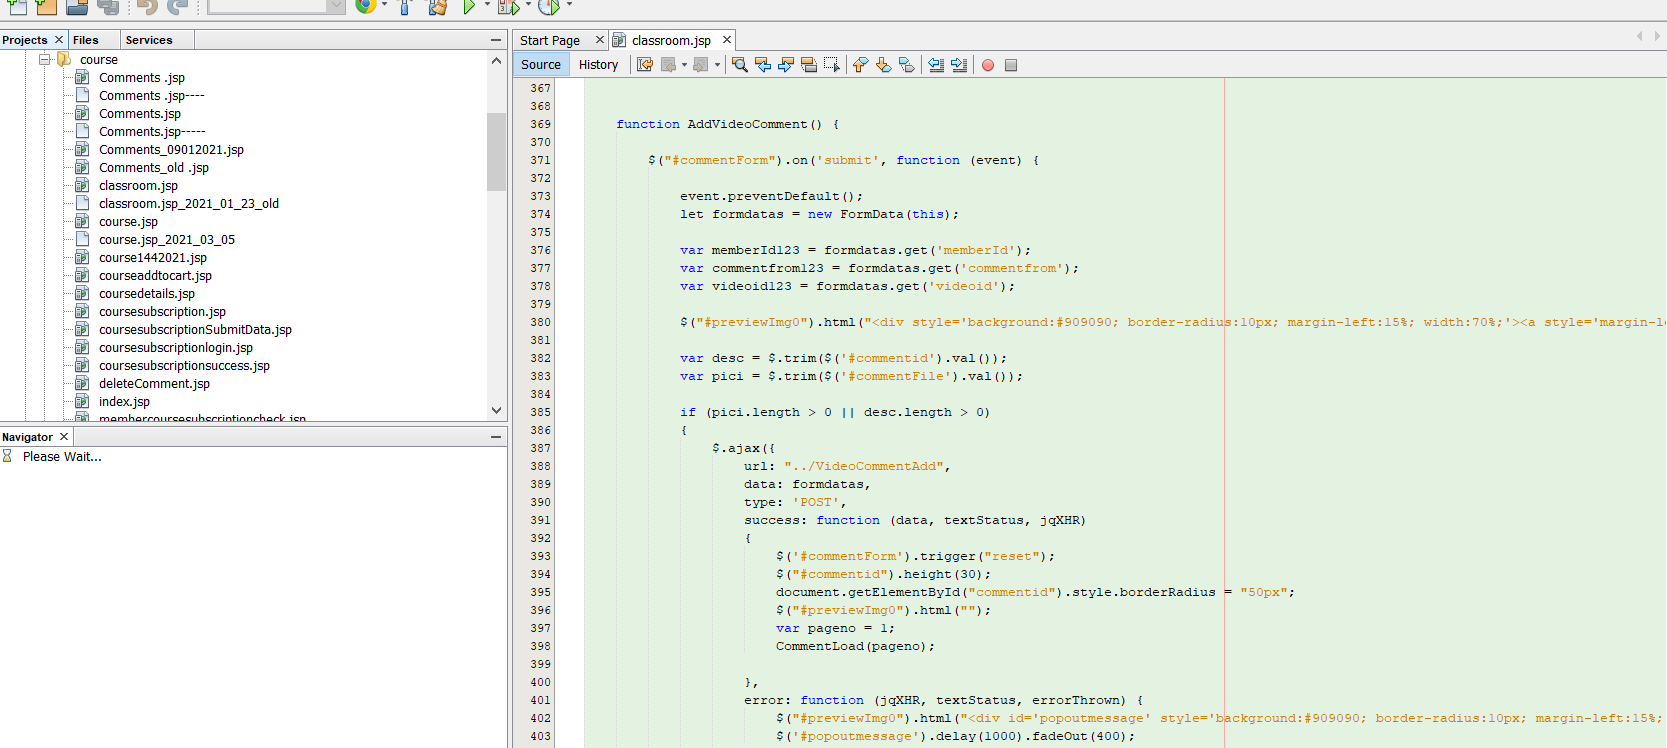 Projects
Files
Services
course
Comments .jsp
Comments .jsp----
Comments.jsp
Comments.jsp-----
Comments_09012021.jsp
Comments_old .jsp
classroom.jsp
classroom.jsp_2021_01_23_old
course.jsp
course.jsp_2021_03_05
course1442021.jsp
courseaddtocart.jsp
coursedetails.jsp
coursesubscription.jsp
coursesubscriptionSubmitData.jsp
coursesubscriptionlogin.jsp
coursesubscriptionsuccess.jsp
deleteComment.jsp
index.jsp
membercoursesubscriptioncheck.jsp
Navigator
Please Wait...
Start Page
classroom.jsp
Source
History
367
368
369 function AddVideoComment() {
370
371 $("#commentForm").on('submit', function (event) {
372
373 event.preventDefault();
374 let formdatas = new FormData(this);
375
376 var memberId123 = formdatas.get('memberId');
377 var commentfrom123 = formdatas.get('commentfrom');
378 var videoid123 = formdatas.get('videoid');
379
380 $("#previewImg0").html("<div style='background:#909090; border-radius:10px; margin-left:15%; width:70%;'><a style='margin-l
381
382 var desc = $.trim($('#commentid').val());
383 var pici = $.trim($('#commentFile').val());
384
385 if (pici.length > 0 || desc.length > 0)
386 {
387 $.ajax({
388 url: "../VideoCommentAdd",
389 data: formdatas,
390 type: 'POST',
391 success: function (data, textStatus, jqXHR)
392 {
393 $('#commentForm').trigger("reset");
394 $("#commentid").height(30);
395 document.getElementById("commentid").style.borderRadius = "50px";
396 $("#previewImg0").html("");
397 var pageno = 1;
398 CommentLoad(pageno);
399
400 },
401 error: function (jqXHR, textStatus, errorThrown) {
402 $("#previewImg0").html("<div id='popoutmessage' style='background:#909090; border-radius:10px; margin-left:15%;
403 $('#popoutmessage').delay(1000).fadeOut(400);